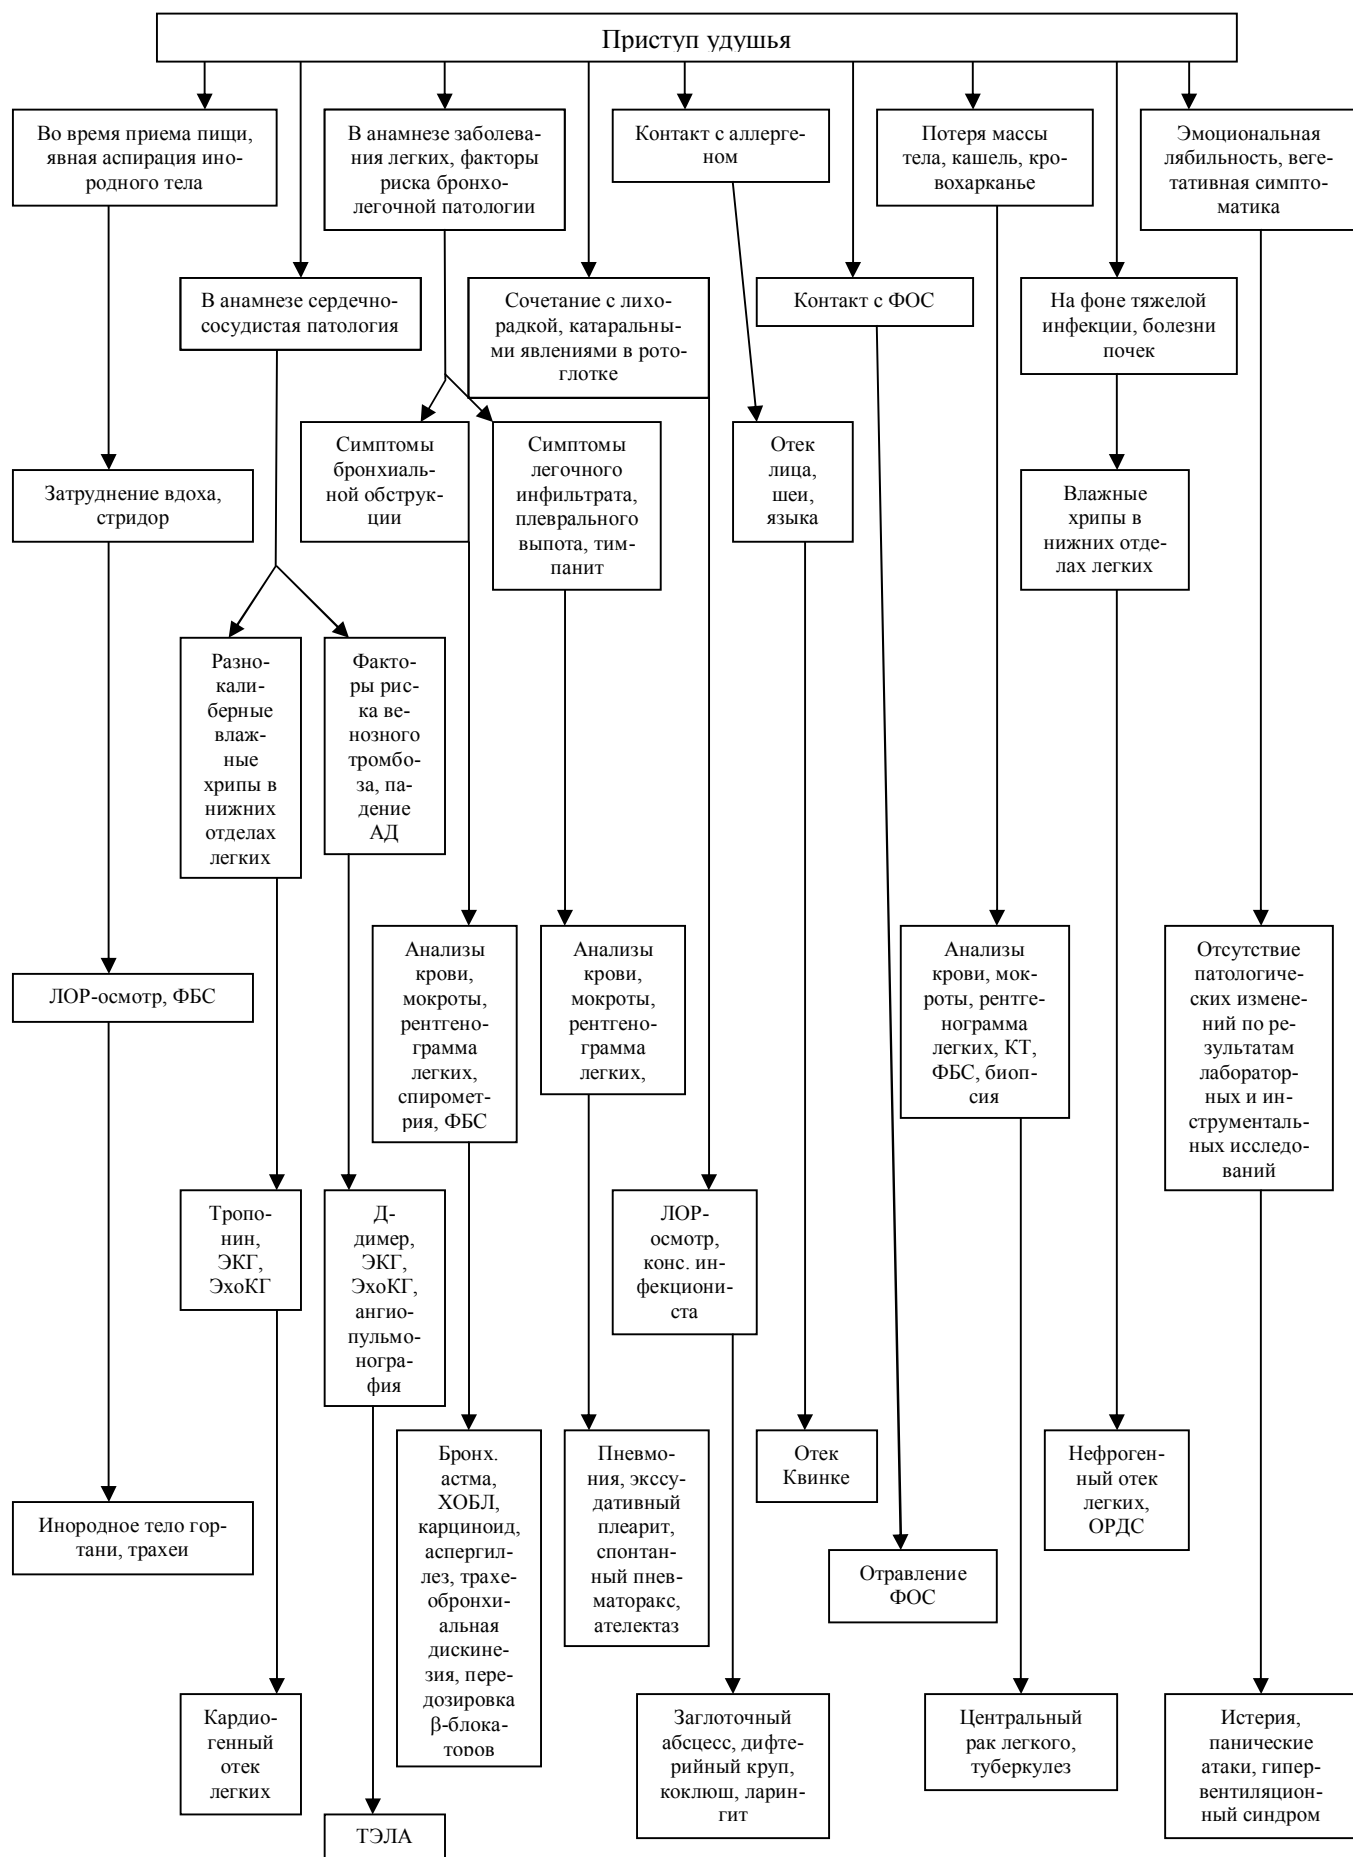 Приступ удушья
Во время приема пищи,
явная аспирация ино-
родного тела
В анамнезе заболева-
ния легких, факторы
риска бронхо-
легочной патологии
Контакт с аллерге-
ном
Потеря массы
тела, кашель, кро-
вохарканье
Эмоциональная
лябильность, веге-
тативная симпто-
матика
В анамнезе сердечно-
сосудистая патология
Сочетание с лихо-
радкой, катаральны-
ми явлениями в рото-
глотке
Контакт с ФОС
На фоне тяжелой
инфекции, болезни
почек
Симптомы
бронхиаль-
ной обструк-
ции
Симптомы
легочного
инфильтрата,
плеврального
выпота, тим-
панит
Отек
лица,
шеи,
языка
Затруднение вдоха,
стридор
Влажные
хрипы в
нижних отде-
лах легких
Разно-
кали-
берные
влаж-
ные
хрипы в
нижних
отделах
легких
Факто-
ры рис-
ка ве-
нозного
тромбо-
за, па-
дение
АД
Анализы
крови,
мокроты,
рентгено-
грамма
легких,
спиромет-
рия, ФБС
Анализы
крови,
мокроты,
рентгено-
грамма
легких,
Анализы
крови, мок-
роты, рентге-
нограмма
легких, КТ,
ФБС, биоп-
сия
Отсутствие
патологиче-
ских измене-
ний по ре-
зультатам
лаборатор-
ных и ин-
струменталь-
ных исследо-
ваний
ЛОР-осмотр, ФБС
Тропо-
нин,
ЭКГ,
ЭхоКГ
Д-
димер,
ЭКГ,
ЭхоКГ,
ангио-
пульмо-
ногра-
фия
ЛОР-
осмотр,
конс. ин-
фекциони-
ста
Бронх.
астма,
ХОБЛ,
карциноид,
аспергил-
лез, трахе-
обронхи-
альная
дискине-
зия, пере-
дозировка
β-блока-
торов
Пневмо-
ния, экссу-
дативный
плеарит,
спонтан-
ный пнев-
маторакс,
ателектаз
Отек
Квинке
Нефроген-
ный отек
легких,
ОРДС
Инородное тело гор-
тани, трахеи
Отравление
ФОС
Кардио-
генный
отек
легких
Заглоточный
абсцесс, дифте-
рийный круп,
коклюш, ларин-
гит
Центральный
рак легкого,
туберкулез
Истерия,
панические
атаки, гипер-
вентиляцион-
ный синдром
ТЭЛА